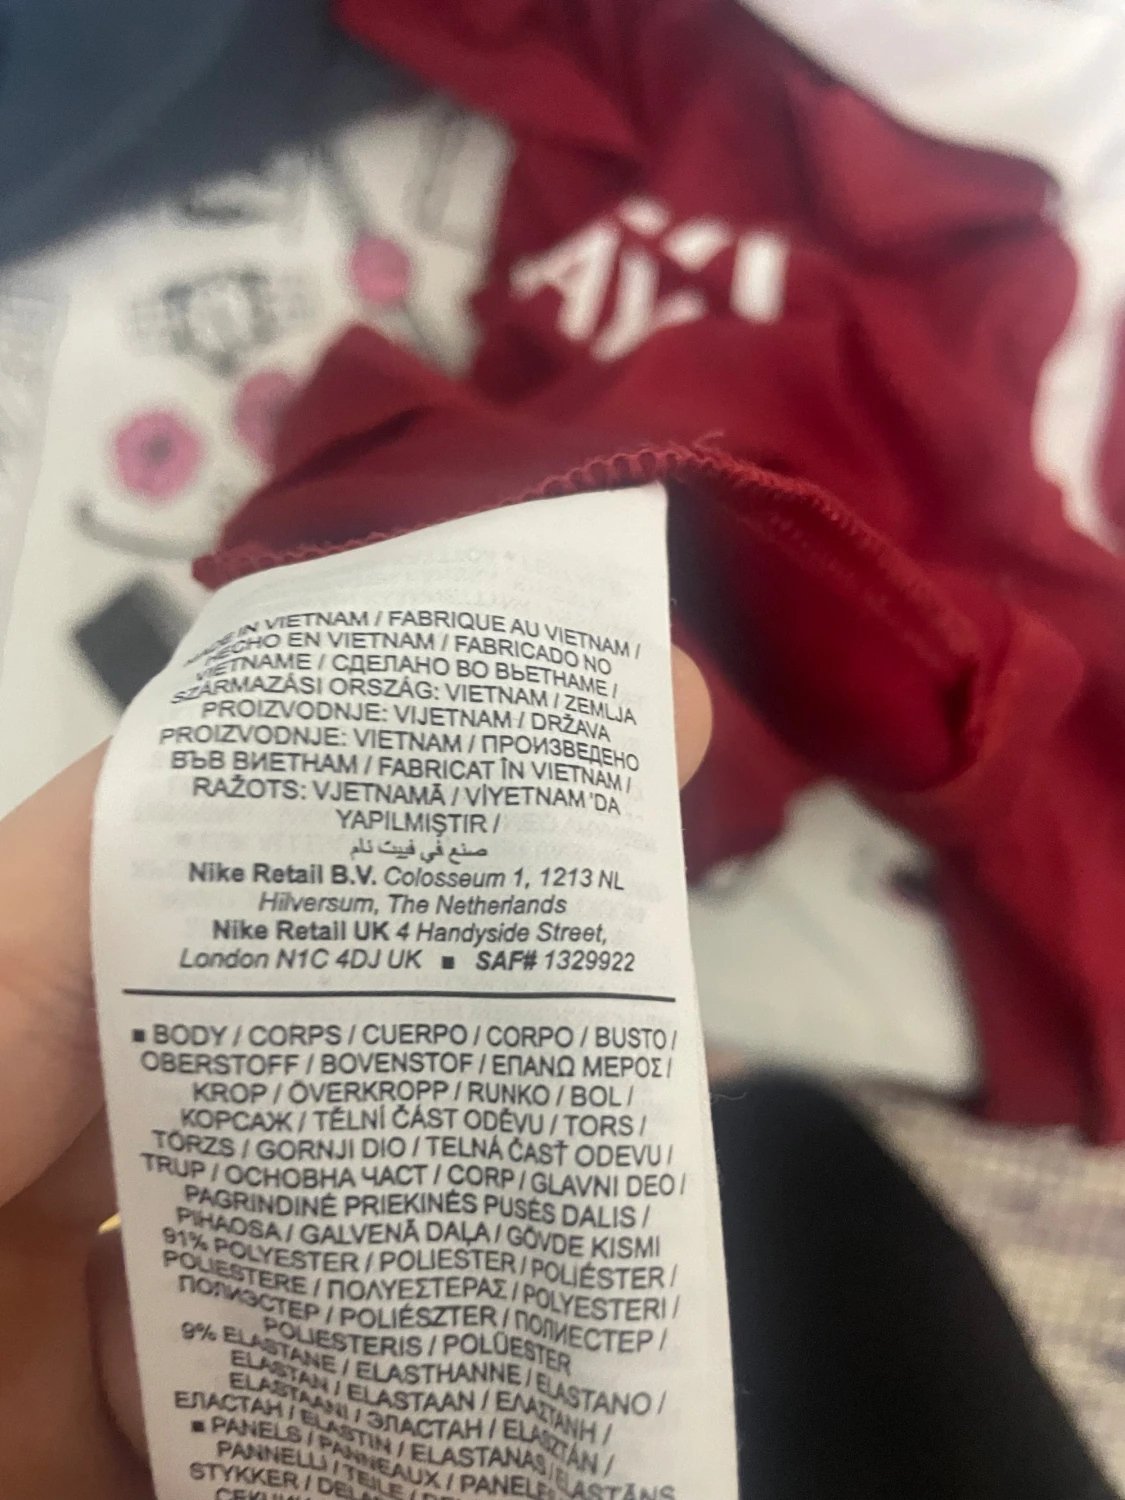 MADE IN VIETNAM / FABRIQUE AU VIETNAM /
HECHO EN VIETNAM / FABRICADO NO
VIETNAME / СДЕЛАНО ВО ВЬЕТНАМЕ /
SZÁRMAZÁSI ORSZÁG: VIETNAM / ZEMLJA
PROIZVODNJE: VIJETNAM / DRŽAVA
PROIZVODNJE: VIETNAM / ПРОИЗВЕДЕНО
ВЪВ ВИЕТНАМ / FABRICAT ÎN VIETNAM /
RAŽOTS: VJETNAMĀ / VİYETNAM'DA
YAPILMIŞTIR /
صنع في فييت نام
Nike Retail B.V. Colosseum 1, 1213 NL
Hilversum, The Netherlands
Nike Retail UK 4 Handyside Street,
London N1C 4DJ UK ■ SAF# 1329922
■ BODY / CORPS / CUERPO / CORPO / BUSTO /
OBERSTOFF / BOVENSTOF / ΕΠΑΝΩ ΜΕΡΟΣ /
KROP / ÖVERKROPP / RUNKO / BOL /
КОРСАЖ / TĚLNÍ ČÁST ODĚVU / TORS /
TÖRZS / GORNJI DIO / TELNÁ ČASŤ ODEVU /
TRUP / ОСНОВНА ЧАСТ / CORP / GLAVNI DEO /
PAGRINDINĖ PRIEKINĖS PUSĖS DALIS /
PIHAOSA / GALVENĀ DAĻA / GÖVDE KISMI
91% POLYESTER / POLIESTER / POLIÉSTER /
POLIESTERE / ΠΟΛΥΕΣΤΕΡΑΣ / POLYESTERI /
ПОЛИЭСТЕР / POLIÉSZTER / ПОЛИЕСТЕР /
POLIESTERIS / POLÜESTER
9% ELASTANE / ELASTHANNE / ELASTANO /
ELASTAN / ELASTAAN / ΕΛΑΣΤΑΝΗ /
ELASTAANI / ЭЛАСТАН / ELASZTÁN /
ЕЛАСТАН / ELASTIN / ELASTANAS / ELASTĀNS
■ PANELS / PANNEAUX / PANELES
PANNELLI / TEILE /
STYKKER /